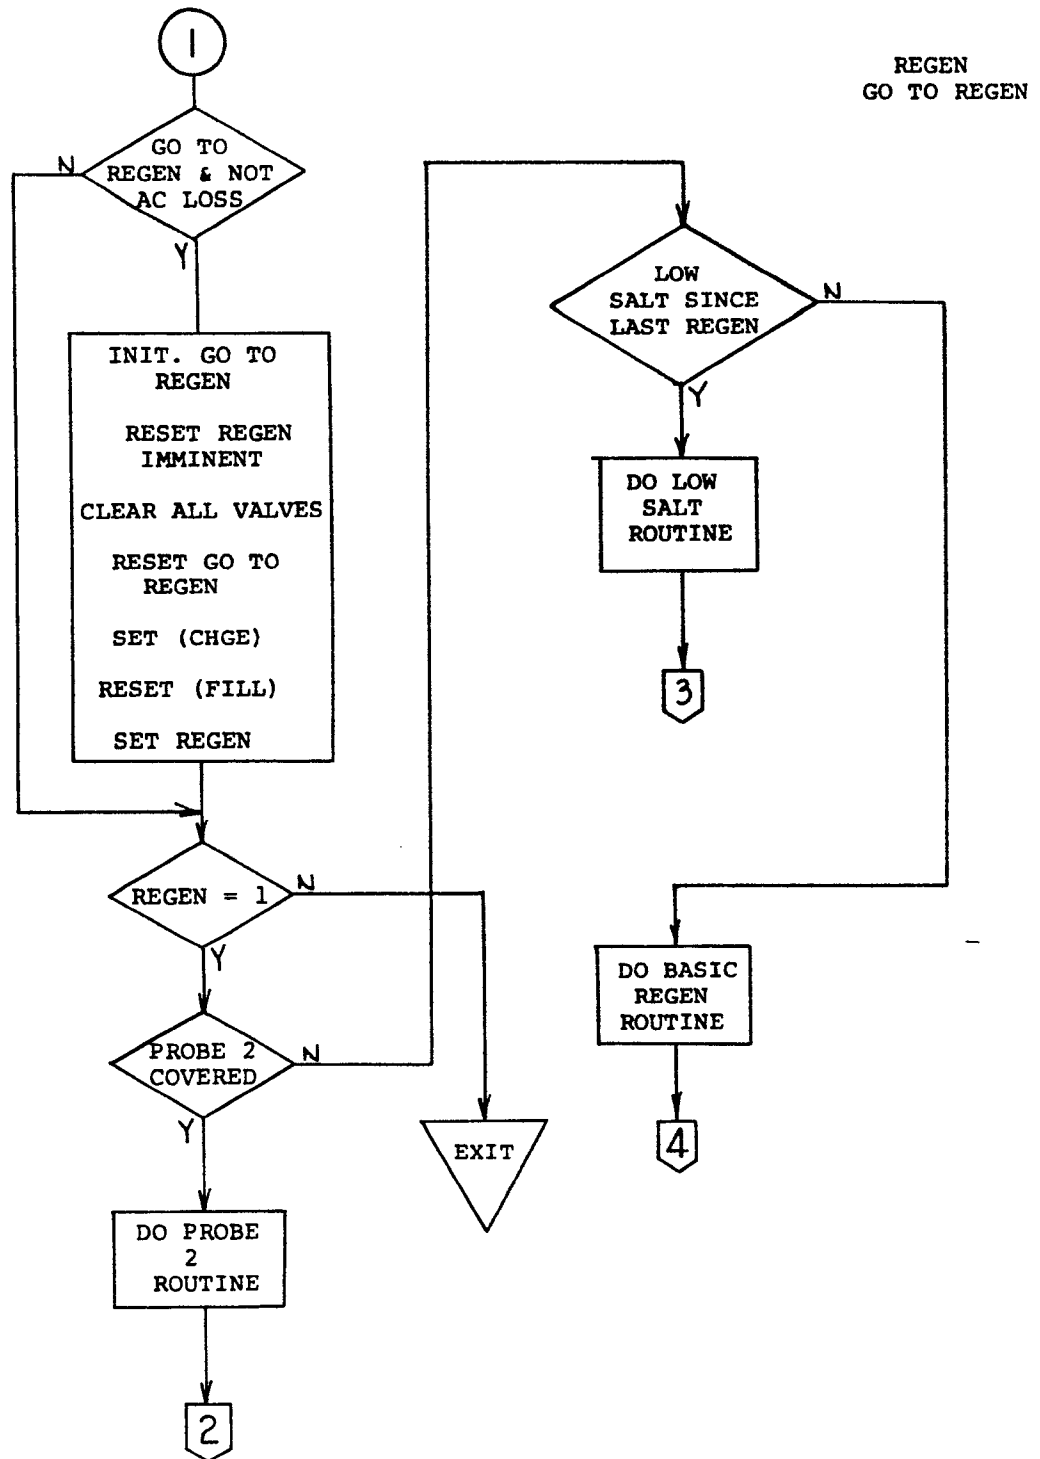 1
REGEN
GO TO REGEN
GO TO
REGEN & NOT
AC LOSS
N
Y
INIT. GO TO
REGEN
RESET REGEN
IMMINENT
CLEAR ALL VALVES
RESET GO TO
REGEN
SET (CHGE)
RESET (FILL)
SET REGEN
REGEN = 1
N
Y
PROBE 2
COVERED
N
Y
DO PROBE
2
ROUTINE
2
EXIT
LOW
SALT SINCE
LAST REGEN
N
Y
DO LOW
SALT
ROUTINE
3
DO BASIC
REGEN
ROUTINE
4